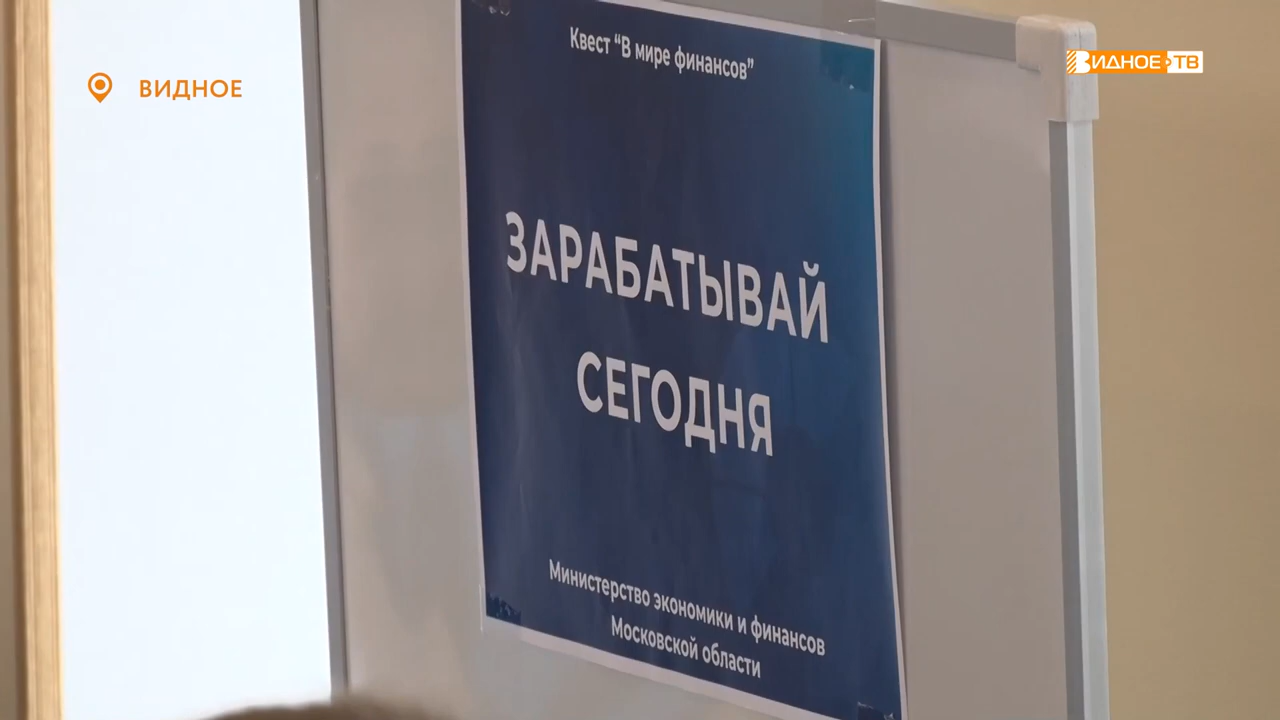 ВИДНОЕ
ВИДНОЕ ТВ
Квест “В мире финансов”
ЗАРАБАТЫВАЙ
СЕГОДНЯ
Министерство экономики и финансов
Московской области